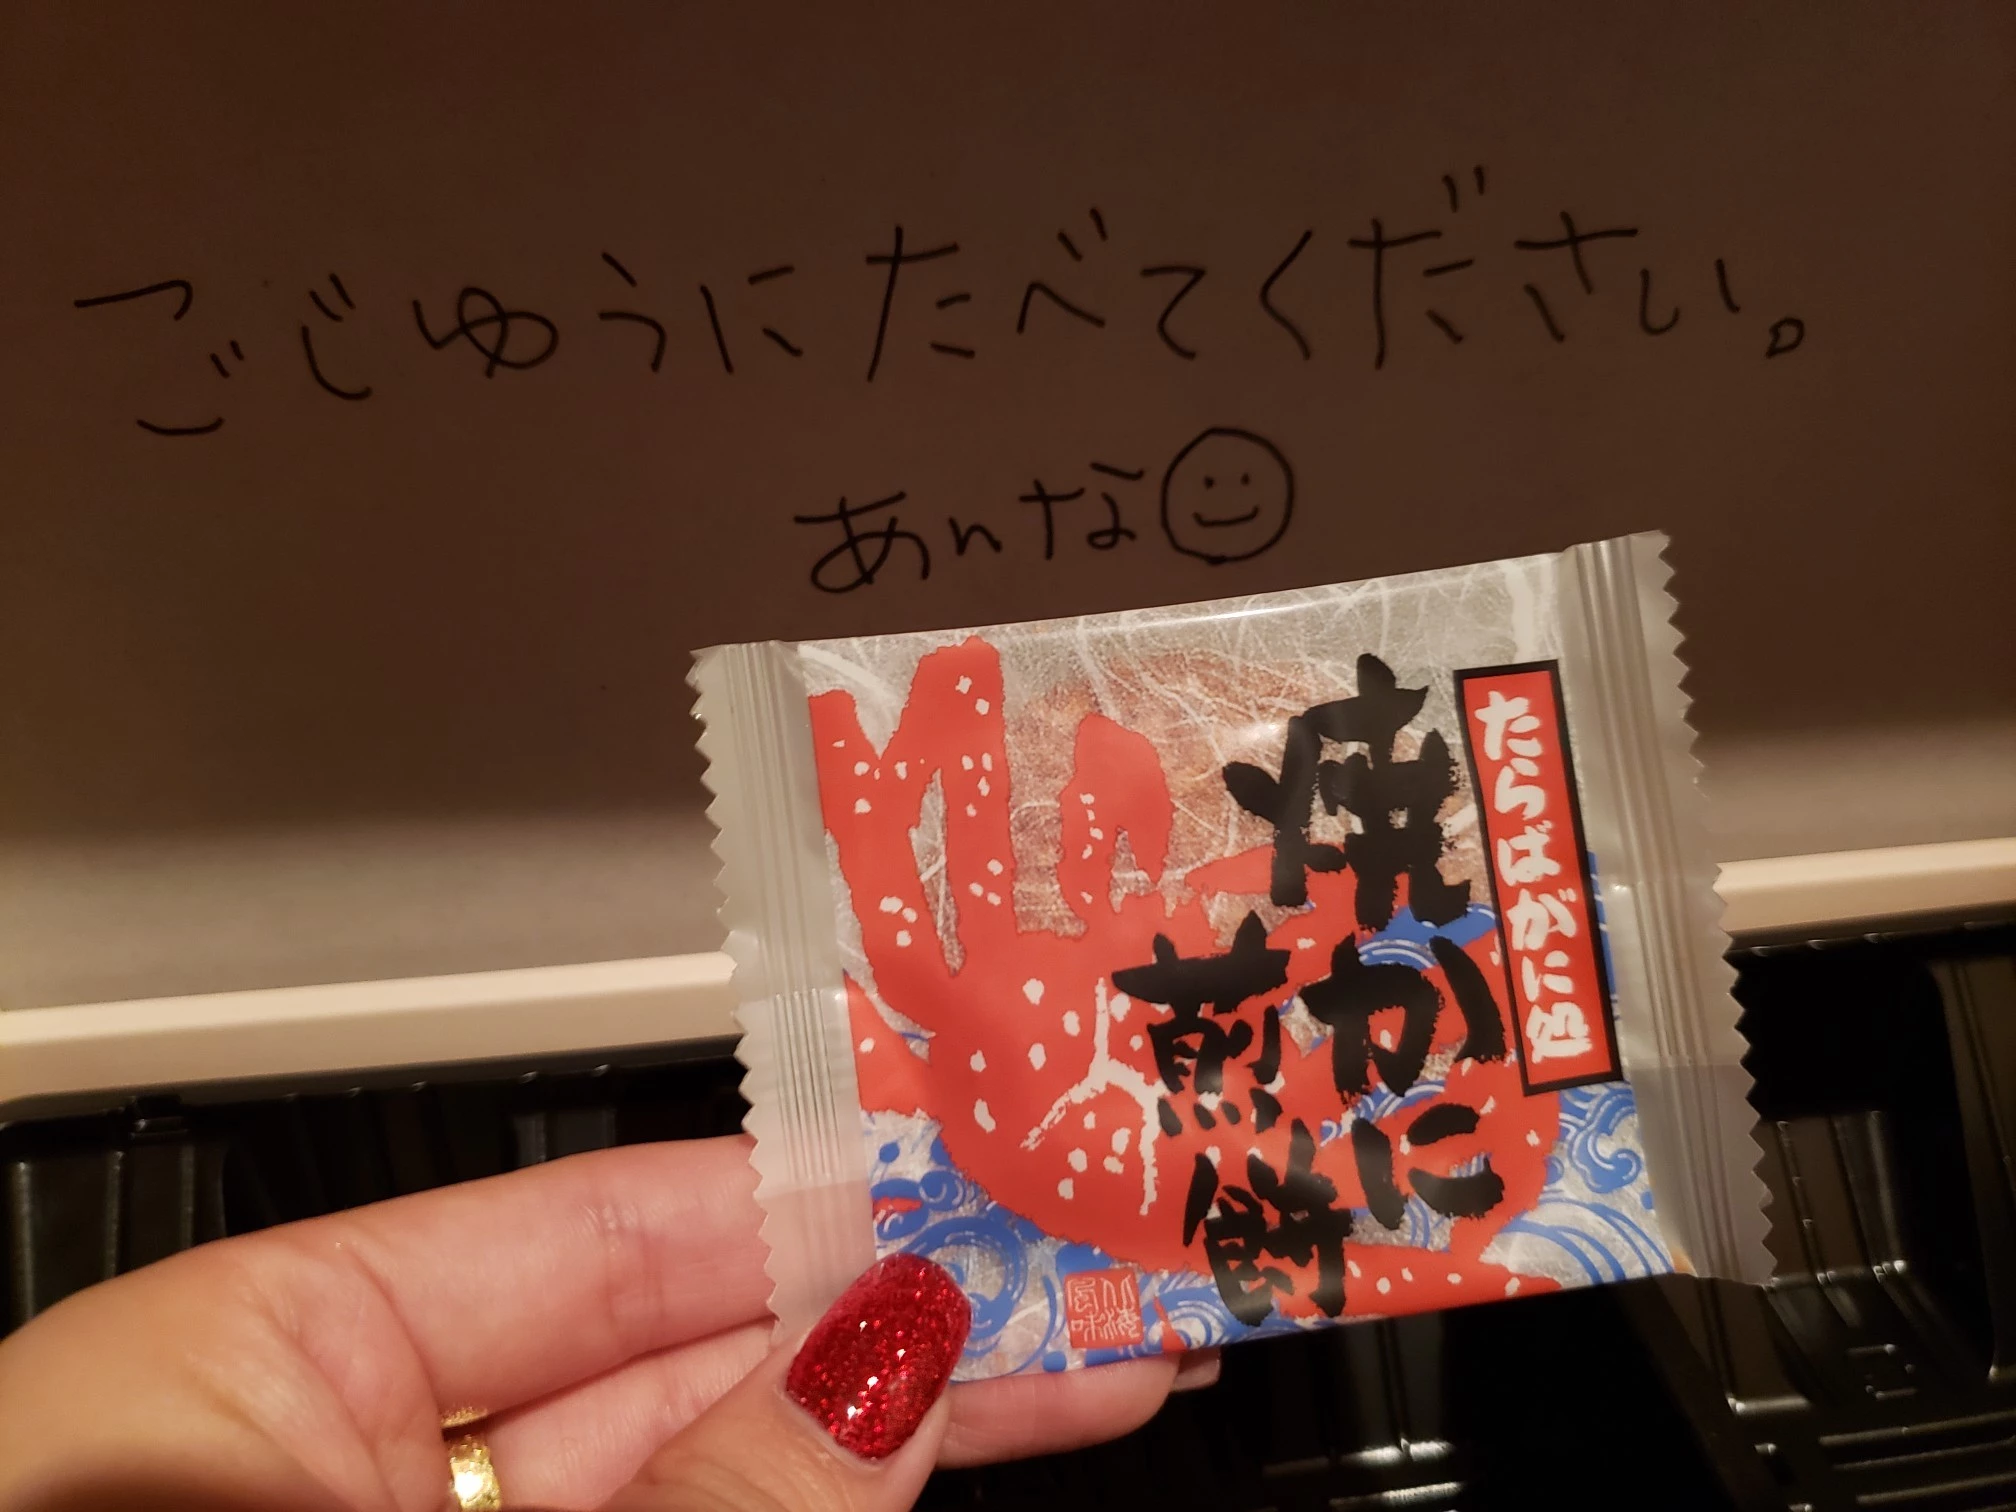 ごじゆうにたべてください。
あんな
たらばがに処
焼かに
煎餅